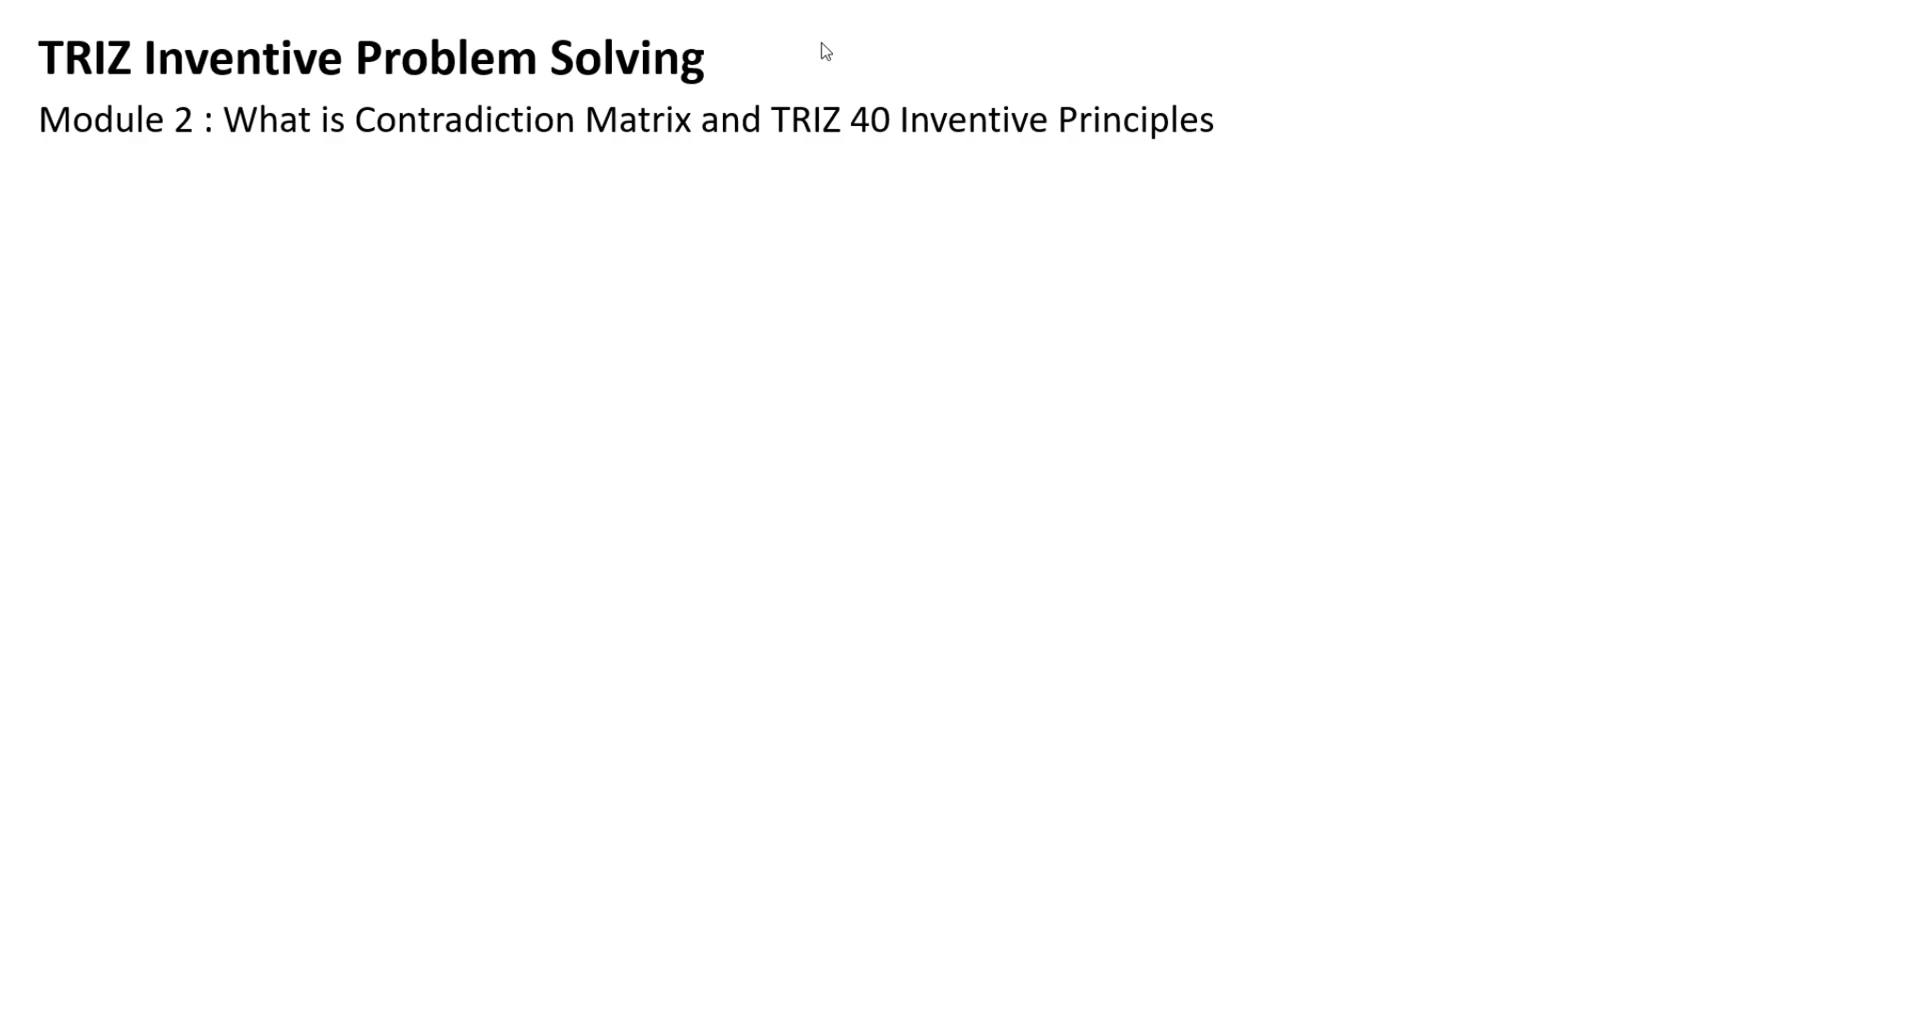 TRIZ Inventive Problem Solving
Module 2 : What is Contradiction Matrix and TRIZ 40 Inventive Principles